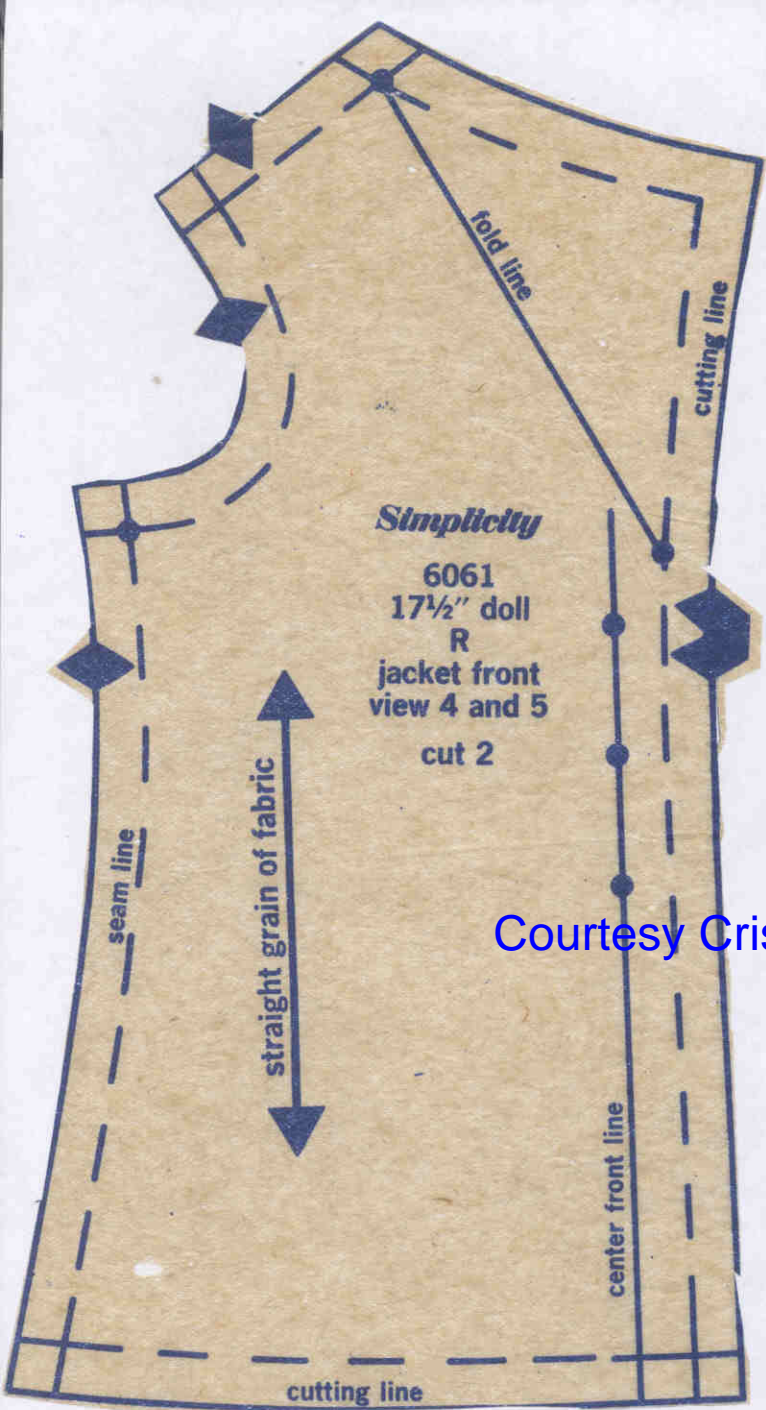 fold line
cutting line
Simplicity
6061
17½" doll
R
jacket front
view 4 and 5
cut 2
seam line
straight grain of fabric
Courtesy Cris
center front line
cutting line